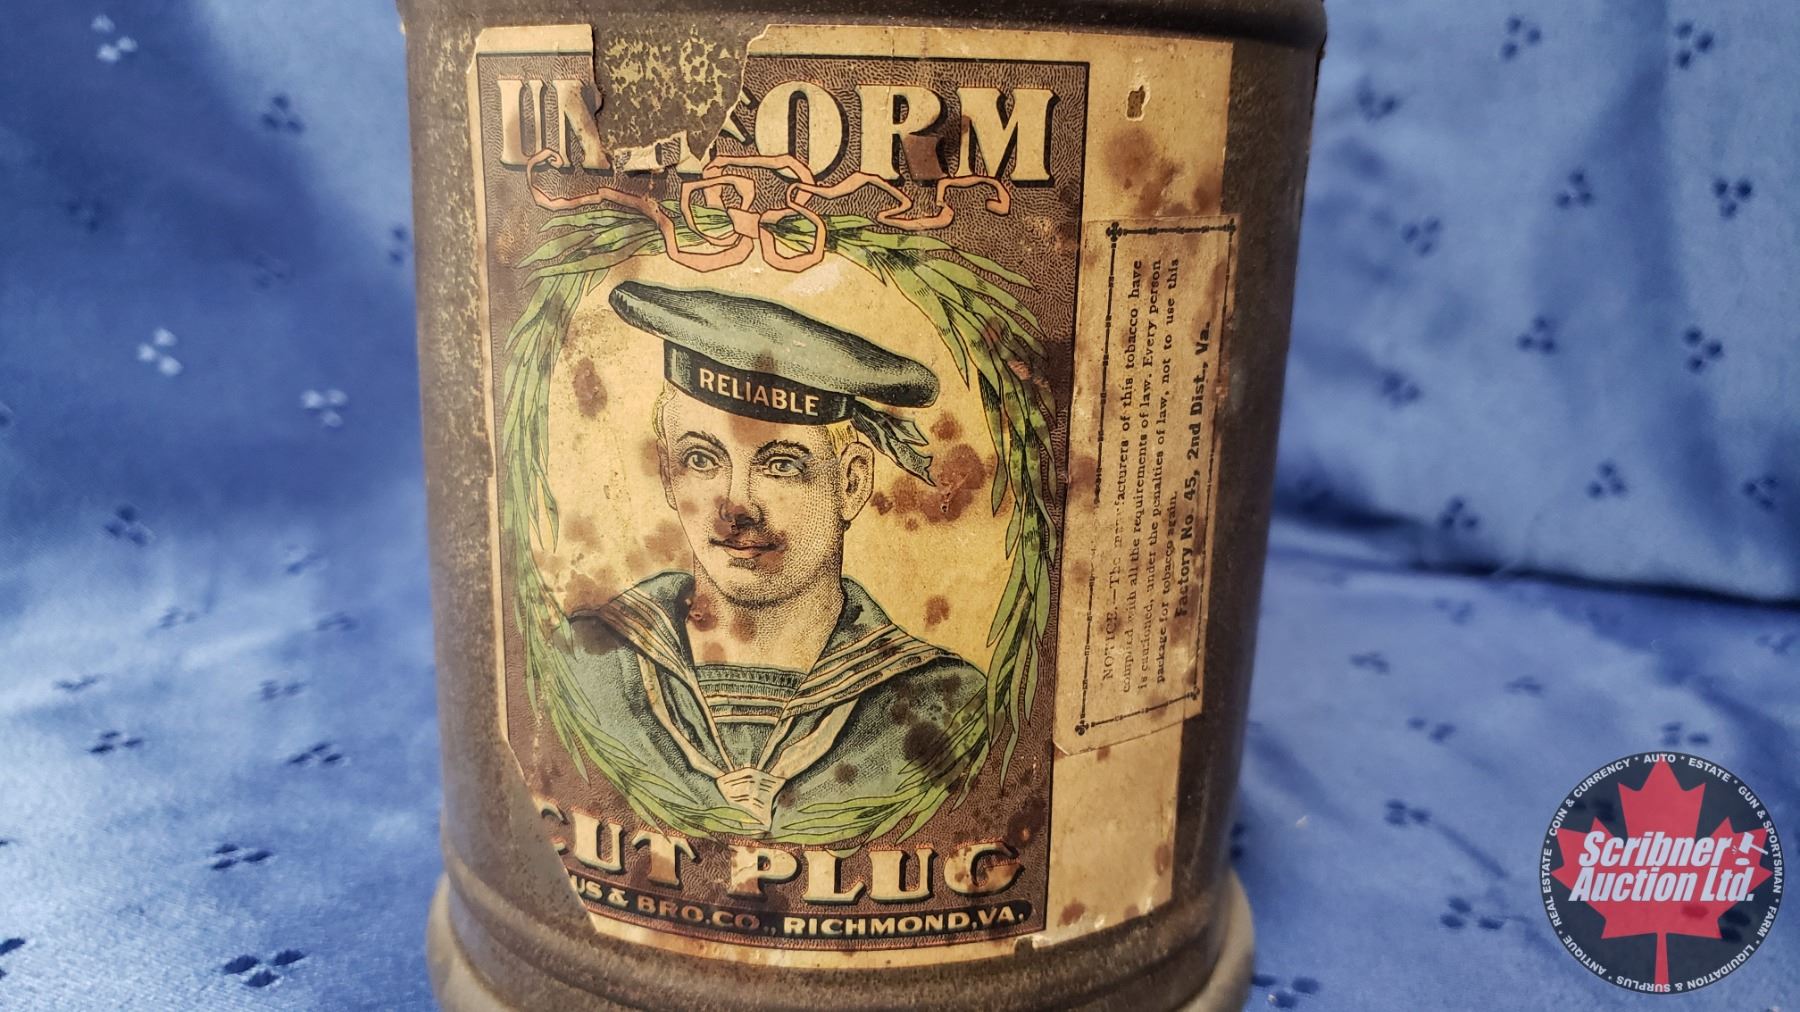 UNIFORM
RELIABLE
CUT PLUG
US & BRO. CO., RICHMOND, VA.
NOTICE.—The manufacturers of this tobacco have
complied with all the requirements of law. Every person
is cautioned, under the penalties of law, not to use this
package for tobacco again.
Factory No. 45, 2nd Dist., Va.
COIN & CURRENCY * AUTO * ESTATE * GUN & SPORTSMAN * FARM * LIQUIDATION & SURPLUS * ANTIQUE * REAL ESTATE *
Scribner
Auction Ltd.